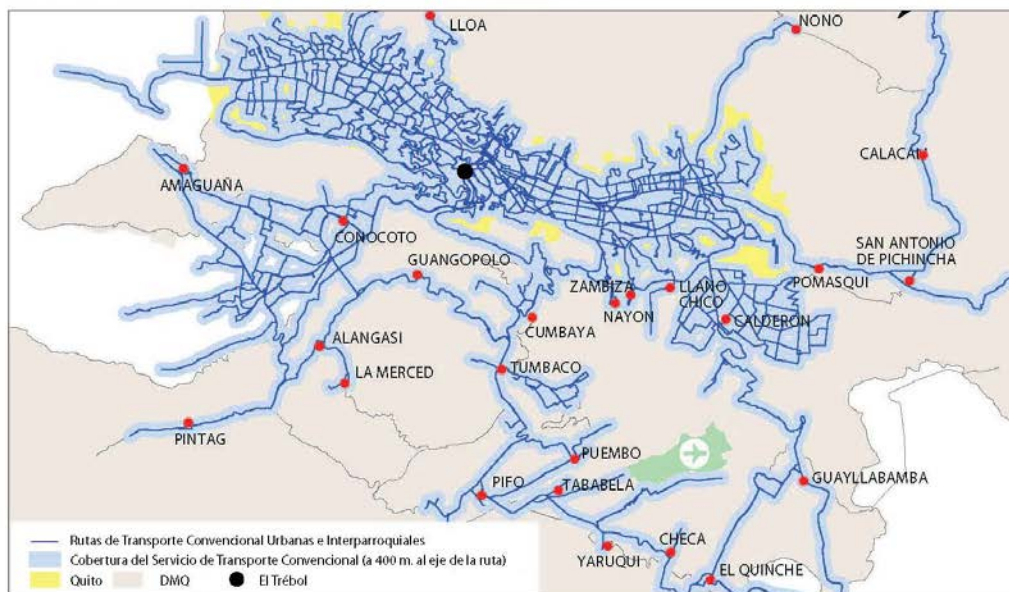 LLOA
NONO
CALACALI
AMAGUAÑA
CONOCOTO
GUANGOPOLO
SAN ANTONIO
DE PICHINCHA
POMASQUI
ZAMBIZA
LLANO
CHICO
NAYON
CUMBAYA
CALDERON
ALANGASI
LA MERCED
TUMBACO
PINTAG
PUEMBO
PIFO
TABABELA
GUAYLLABAMBA
YARUQUI
CHECA
EL QUINCHE
Rutas de Transporte Convencional Urbanas e Interparroquiales
Cobertura del Servicio de Transporte Convencional (a 400 m. al eje de la ruta)
Quito
DMQ
El Trébol